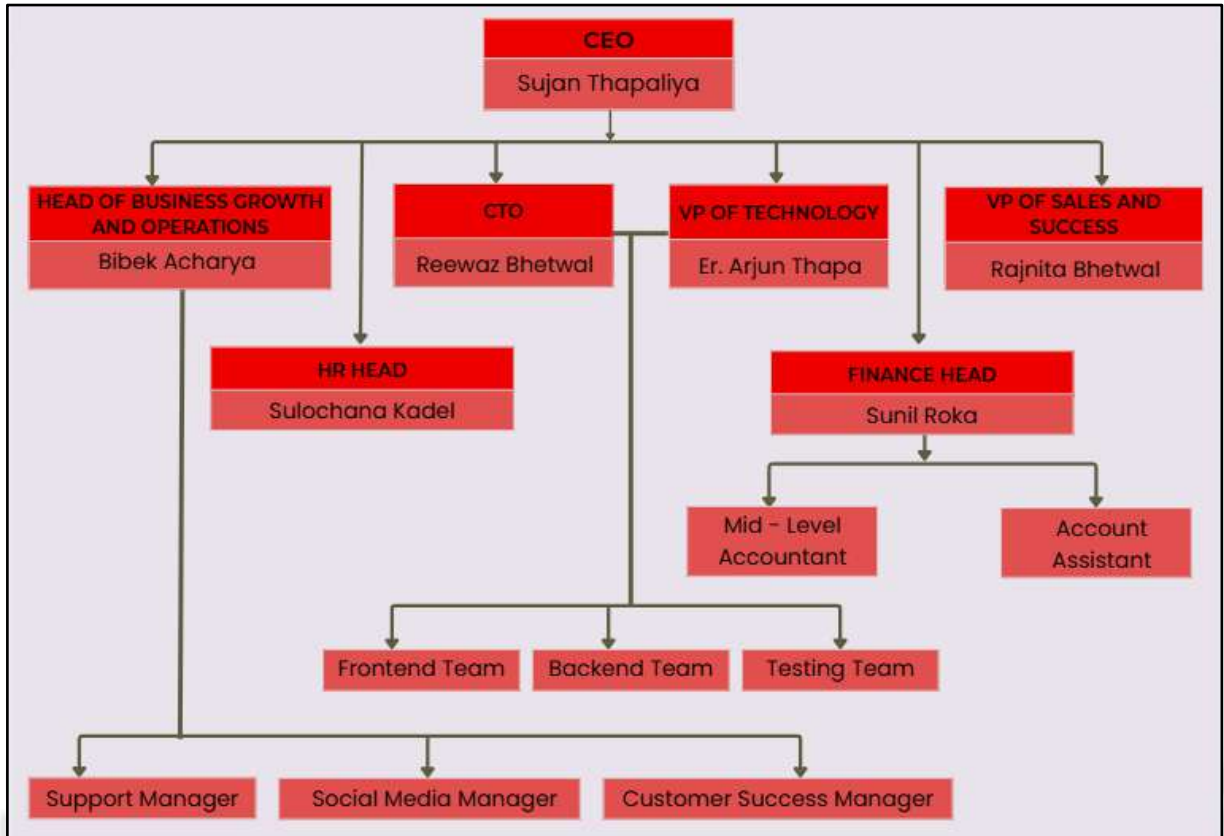 CEO
Sujan Thapaliya
HEAD OF BUSINESS GROWTH
AND OPERATIONS
Bibek Acharya
CTO
Reewaz Bhetwal
VP OF TECHNOLOGY
Er. Arjun Thapa
VP OF SALES AND
SUCCESS
Rajnita Bhetwal
HR HEAD
Sulochana Kadel
FINANCE HEAD
Sunil Roka
Mid - Level
Accountant
Account
Assistant
Frontend Team
Backend Team
Testing Team
Support Manager
Social Media Manager
Customer Success Manager